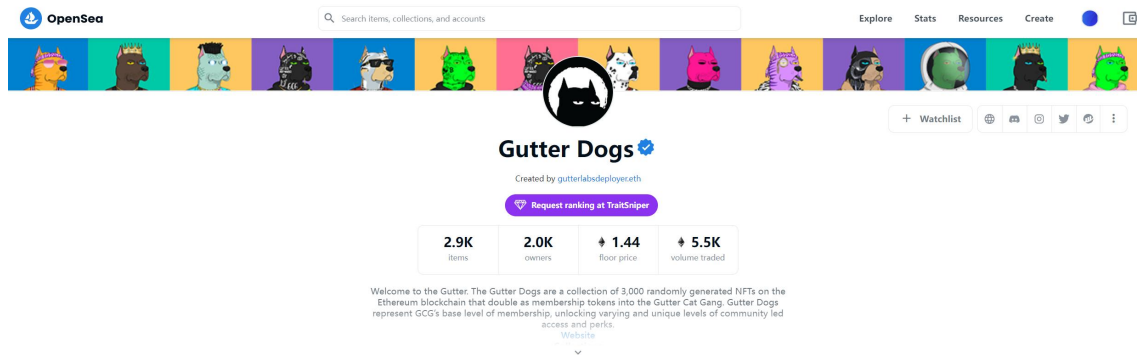 OpenSea
Search items, collections, and accounts
Explore Stats Resources Create
Watchlist
Gutter Dogs
Created by gutterlabsdeployer.eth
Request ranking at TraitSniper
2.9K 2.0K 1.44 5.5K
items owners floor price volume traded
Welcome to the Gutter. The Gutter Dogs are a collection of 3,000 randomly generated NFTs on the
Ethereum blockchain that double as membership tokens into the Gutter Cat Gang. Gutter Dogs
represent GCG's base level of membership, unlocking varying and unique levels of community led
access and perks.
Website